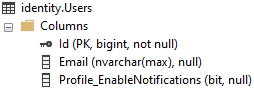 identity.Users
Columns
Id (PK, bigint, not null)
Email (nvarchar(max), null)
Profile_EnableNotifications (bit, null)